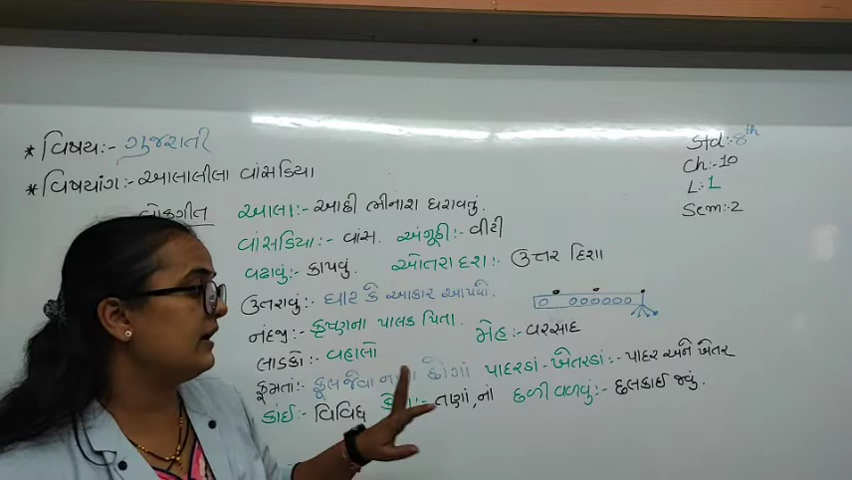 * વિષય:- ગુજરાતી
Std:- 8th
Ch:- 10
L:- 1
Sem:- 2
* વિષયાંગ:- આલાલીલા વાંસડિયા
લોકગીત
આલા:- આછી ભીનાશ ધરાવતું.
વાંસડિયા:- વાંસ. અંગૂઠી:- વીંટી
વઢાવું:- કાપવું. ઓતરા દશ:- ઉત્તર દિશા
ઉતરાવું:- ઘાટ કે આકાર આપવો.
નંદજી:- કૃષ્ણના પાલક પિતા. મેહ:- વરસાદ
લાડકો:- વહાલો
ફૂમતાં:- ફૂલ જેવા છોગાં પાદરડાં - ખેતરડાં:- પાદર અને ખેતર
કાંઈ:- વિવિધ તણાં, નાં ઢળી વળવું:- છલકાઈ જવું.